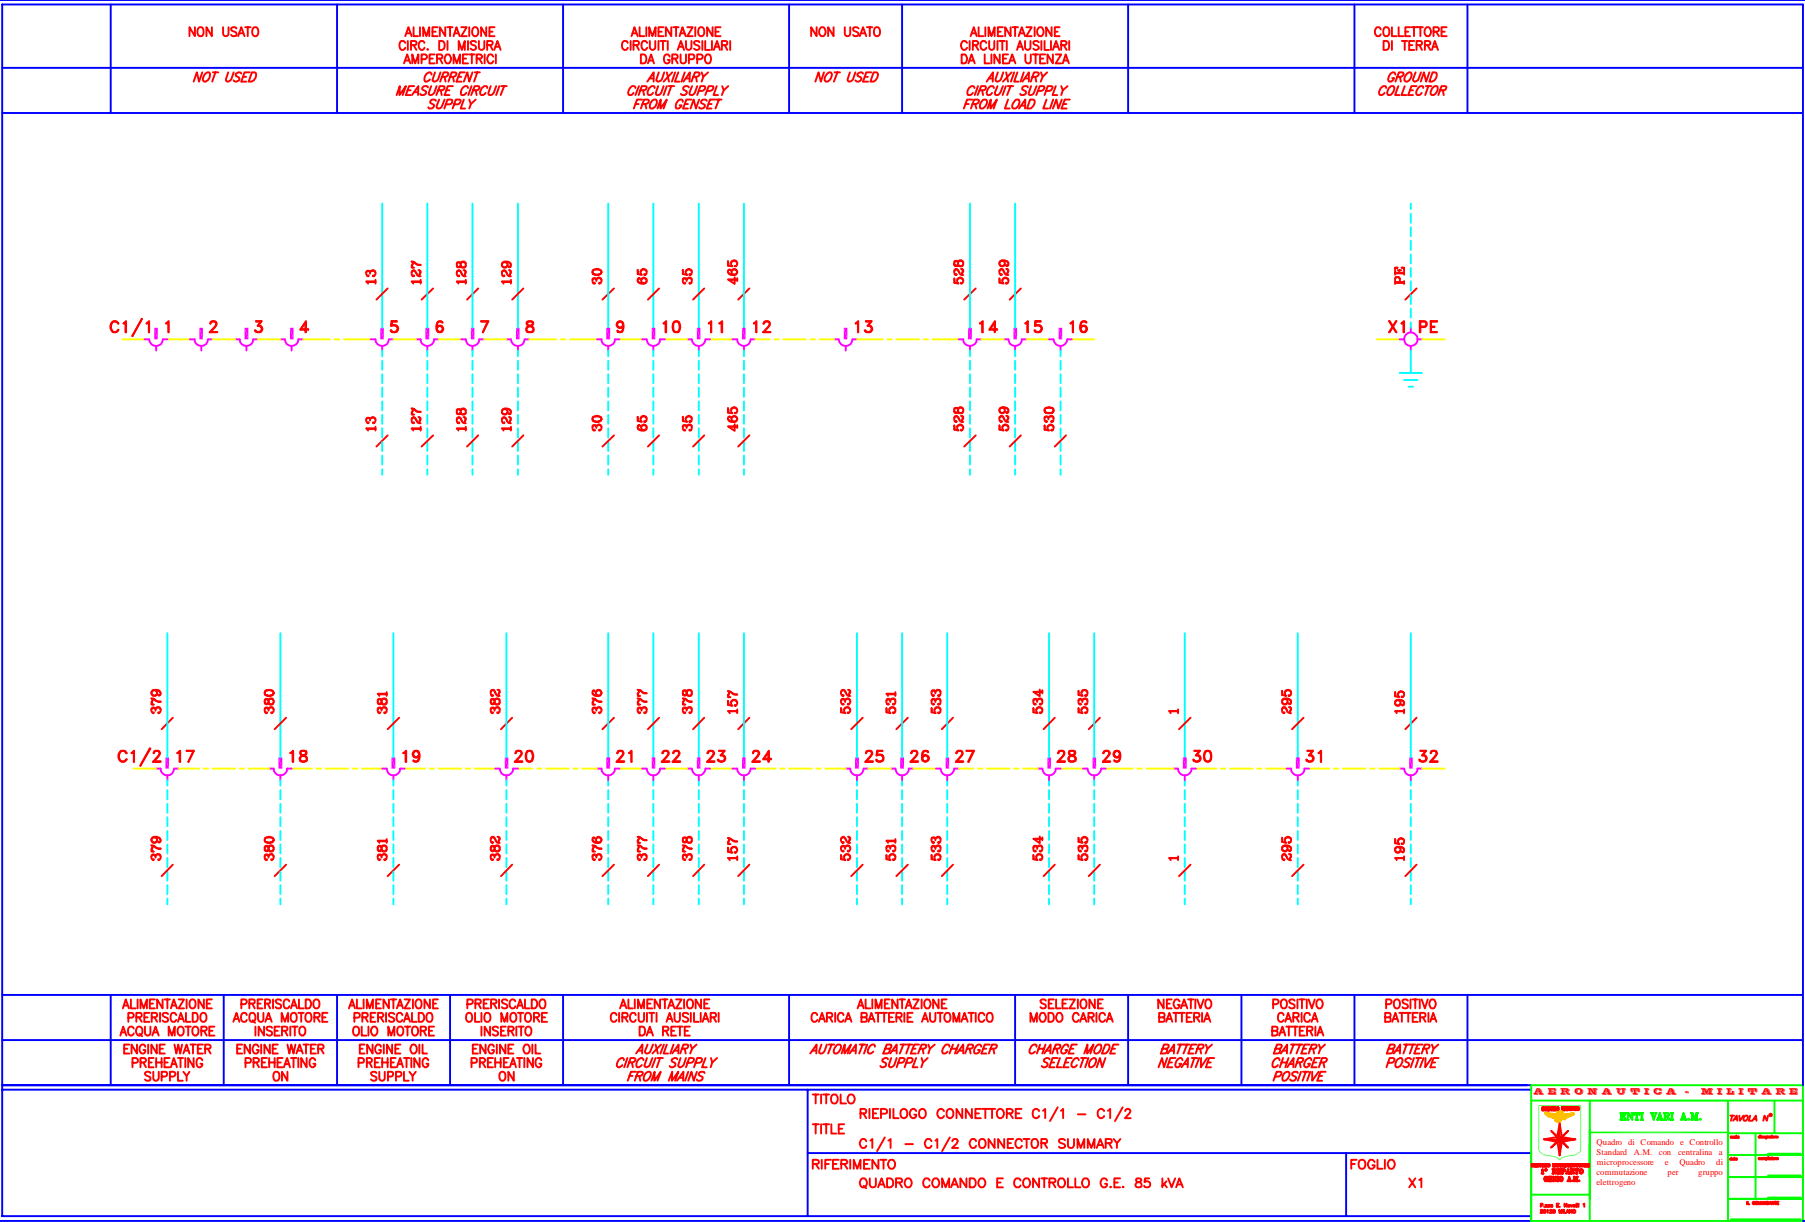 NON USATO
ALIMENTAZIONE
CIRC. DI MISURA
AMPEROMETRICI
ALIMENTAZIONE
CIRCUITI AUSILIARI
DA GRUPPO
NON USATO
ALIMENTAZIONE
CIRCUITI AUSILIARI
DA LINEA UTENZA
COLLETTORE
DI TERRA
NOT USED
CURRENT
MEASURE CIRCUIT
SUPPLY
AUXILIARY
CIRCUIT SUPPLY
FROM GENSET
NOT USED
AUXILIARY
CIRCUIT SUPPLY
FROM LOAD LINE
GROUND
COLLECTOR
13 127 128 129 30 65 35 465 528 529 PE
C1/1 1 2 3 4 5 6 7 8 9 10 11 12 13 14 15 16 X1 PE
13 127 128 129 30 65 35 465 528 529 530
379 380 381 382 376 377 378 157 532 531 533 534 535 1 295 195
C1/2 17 18 19 20 21 22 23 24 25 26 27 28 29 30 31 32
379 380 381 382 376 377 378 157 532 531 533 534 535 1 295 195
ALIMENTAZIONE
PRERISCALDO
ACQUA MOTORE
PRERISCALDO
ACQUA MOTORE
INSERITO
ALIMENTAZIONE
PRERISCALDO
OLIO MOTORE
PRERISCALDO
OLIO MOTORE
INSERITO
ALIMENTAZIONE
CIRCUITI AUSILIARI
DA RETE
ALIMENTAZIONE
CARICA BATTERIE AUTOMATICO
SELEZIONE
MODO CARICA
NEGATIVO
BATTERIA
POSITIVO
CARICA
BATTERIA
POSITIVO
BATTERIA
ENGINE WATER
PREHEATING
SUPPLY
ENGINE WATER
PREHEATING
ON
ENGINE OIL
PREHEATING
SUPPLY
ENGINE OIL
PREHEATING
ON
AUXILIARY
CIRCUIT SUPPLY
FROM MAINS
AUTOMATIC BATTERY CHARGER
SUPPLY
CHARGE MODE
SELECTION
BATTERY
NEGATIVE
BATTERY
CHARGER
POSITIVE
BATTERY
POSITIVE
TITOLO
RIEPILOGO CONNETTORE C1/1 - C1/2
TITLE
C1/1 - C1/2 CONNECTOR SUMMARY
RIFERIMENTO
QUADRO COMANDO E CONTROLLO G.E. 85 kVA
FOGLIO
X1
AERONAUTICA - MILITARE
ENTI VARI A.M.
TAVOLA N°
Quadro di Comando e Controllo
Standard A.M. con centralina a
microprocessore e Quadro di
commutazione per gruppo
elettrogeno
1° REPARTO
GENIO A.M.
20129 MILANO